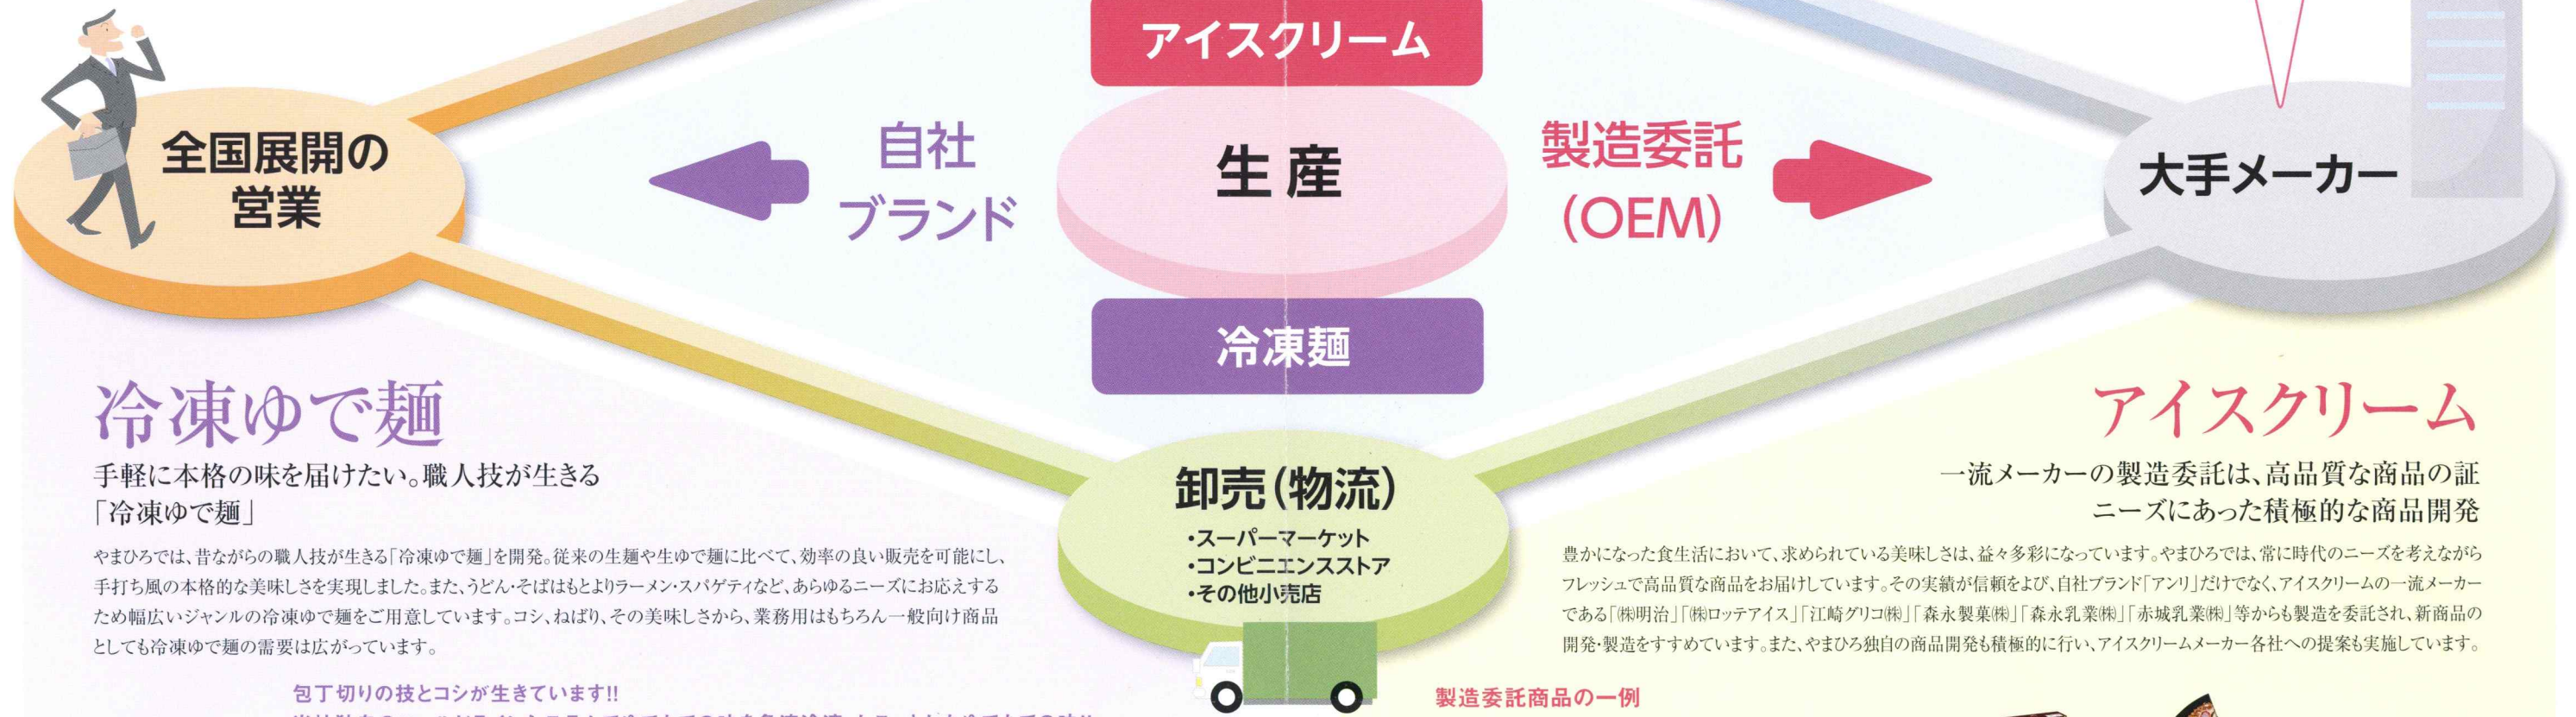 アイスクリーム
全国展開の
営業
自社
ブランド
生産
製造委託
(OEM)
大手メーカー
冷凍麺
冷凍ゆで麺
手軽に本格の味を届けたい。職人技が生きる
「冷凍ゆで麺」
やまひろでは、昔ながらの職人技が生きる「冷凍ゆで麺」を開発。従来の生麺や生ゆで麺に比べて、効率の良い販売を可能にし、
手打ち風の本格的な美味しさを実現しました。また、うどん・そばはもとよりラーメン・スパゲティなど、あらゆるニーズにお応えする
ため幅広いジャンルの冷凍ゆで麺をご用意しています。コシ、ねばり、その美味しさから、業務用はもちろん一般向け商品
としても冷凍ゆで麺の需要は広がっています。
包丁切りの技とコシが生きています!!
卸売(物流)
・スーパーマーケット
・コンビニエンスストア
・その他小売店
アイスクリーム
一流メーカーの製造委託は、高品質な商品の証
ニーズにあった積極的な商品開発
豊かになった食生活において、求められている美味しさは、益々多彩になっています。やまひろでは、常に時代のニーズを考えながら
フレッシュで高品質な商品をお届けしています。その実績が信頼をよび、自社ブランド「アンリ」だけでなく、アイスクリームの一流メーカー
である「㈱明治」「㈱ロッテアイス」「江崎グリコ㈱」「森永製菓㈱」「森永乳業㈱」「赤城乳業㈱」等からも製造を委託され、新商品の
開発・製造をすすめています。また、やまひろ独自の商品開発も積極的に行い、アイスクリームメーカー各社への提案も実施しています。
製造委託商品の一例